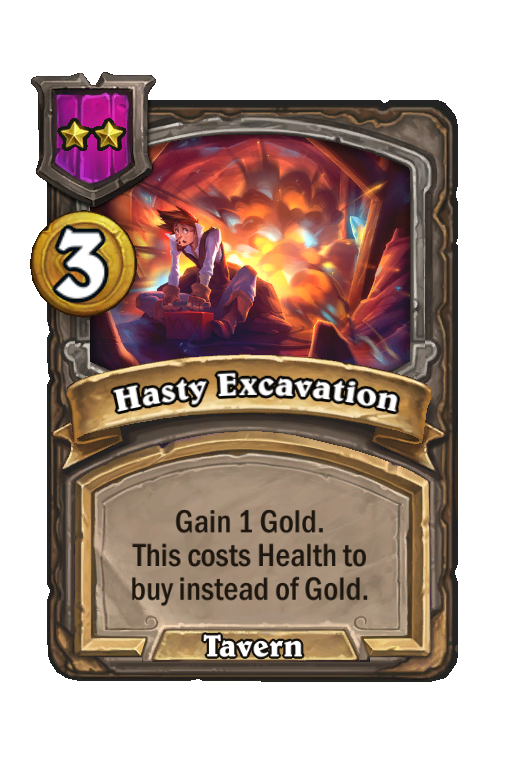 3
Hasty Excavation
Gain 1 Gold.
This costs Health to
buy instead of Gold.
Tavern